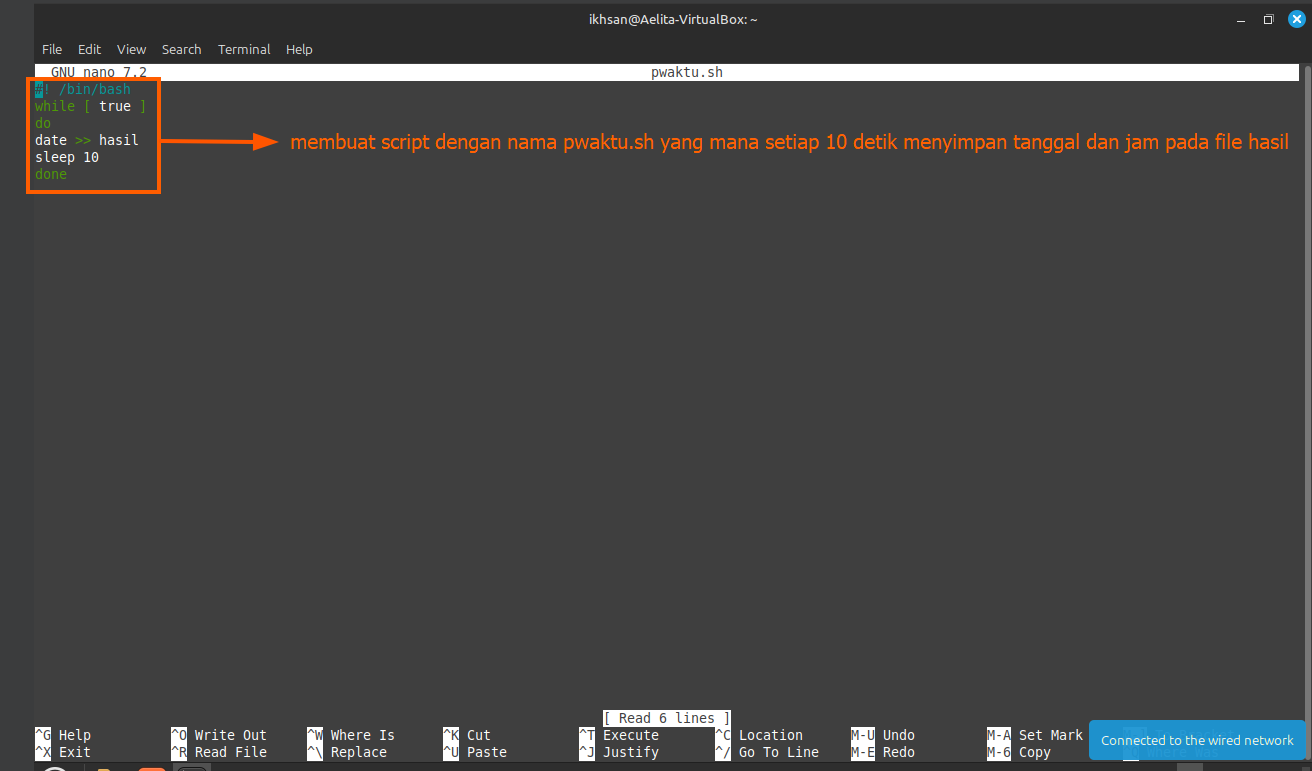 ikhsan@Aelita-VirtualBox: ~
File Edit View Search Terminal Help
GNU nano 7.2 pwaktu.sh
#! /bin/bash
while [ true ]
do
date >> hasil
sleep 10
done
membuat script dengan nama pwaktu.sh yang mana setiap 10 detik menyimpan tanggal dan jam pada file hasil
[ Read 6 lines ]
^G Help ^O Write Out ^W Where Is ^K Cut ^T Execute ^C Location M-U Undo M-A Set Mark
^X Exit ^R Read File ^\ Replace ^U Paste ^J Justify ^/ Go To Line M-E Redo M-6 Copy
Connected to the wired network